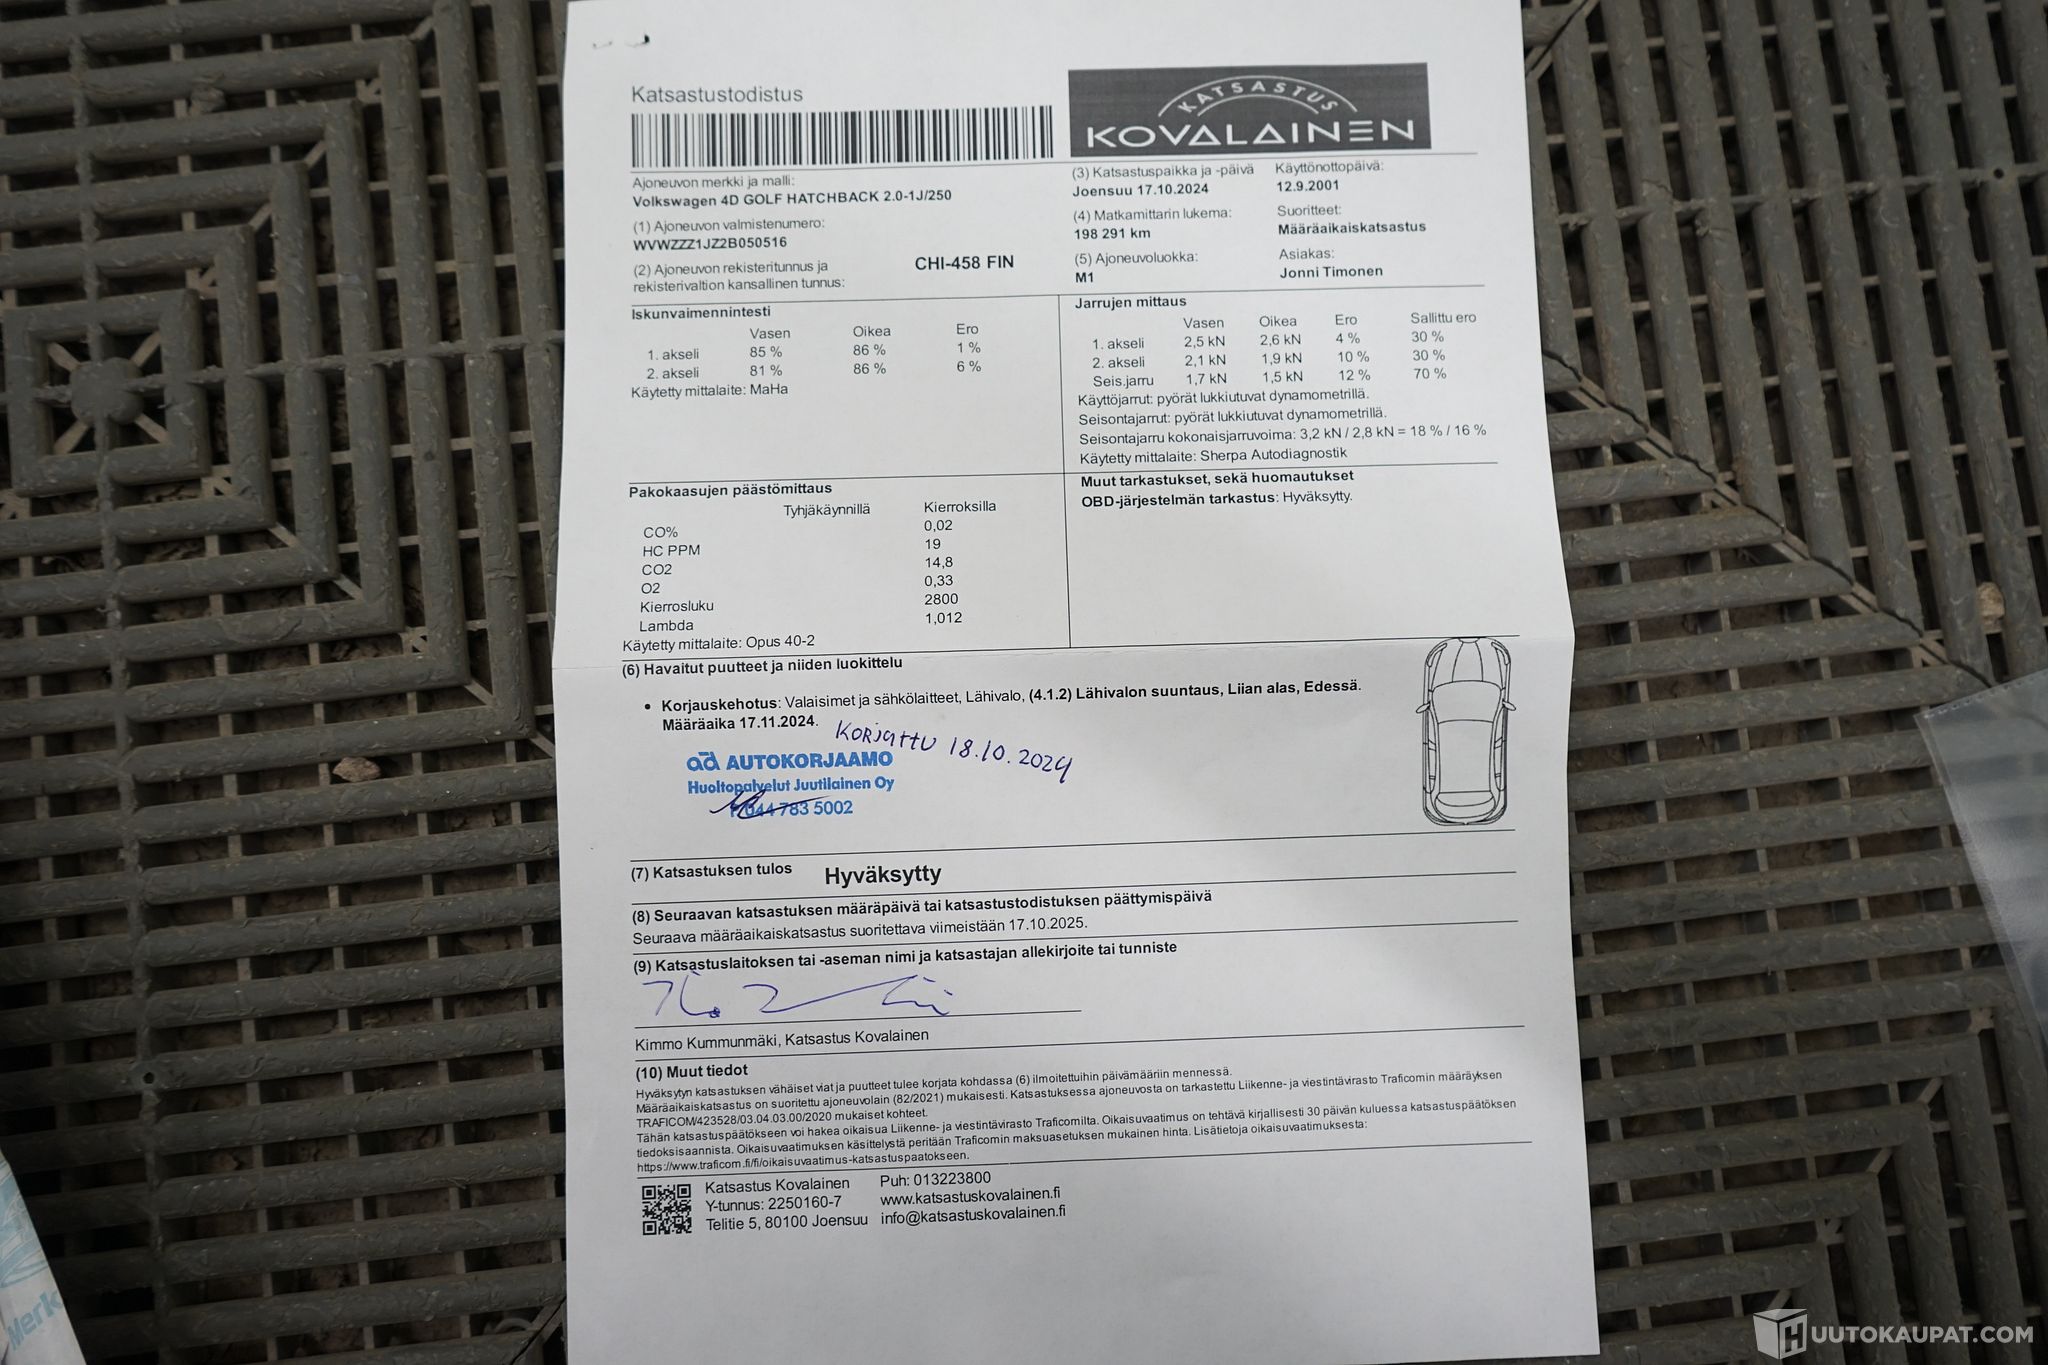 Katsastustodistus
KATSASTUS
KOVALAINEN
Ajoneuvon merkki ja malli:
Volkswagen 4D GOLF HATCHBACK 2.0-1J/250
(1) Ajoneuvon valmistenumero:
WVWZZZ1JZ2B050516
(2) Ajoneuvon rekisteritunnus ja
rekisterivaltion kansallinen tunnus:
CHI-458 FIN
(3) Katsastuspaikka ja -päivä
Joensuu 17.10.2024
(4) Matkamittarin lukema:
198 291 km
(5) Ajoneuvoluokka:
M1
Käyttönottopäivä:
12.9.2001
Suoritteet:
Määräaikaiskatsastus
Asiakas:
Jonni Timonen
Iskunvaimennintesti
Vasen Oikea Ero
1. akseli 85 % 86 % 1 %
2. akseli 81 % 86 % 6 %
Käytetty mittalaite: MaHa
Jarrujen mittaus
Vasen Oikea Ero Sallittu ero
1. akseli 2,5 kN 2,6 kN 4 % 30 %
2. akseli 2,1 kN 1,9 kN 10 % 30 %
Seis.jarru 1,7 kN 1,5 kN 12 % 70 %
Käyttöjarrut: pyörät lukkiutuvat dynamometrillä.
Seisontajarrut: pyörät lukkiutuvat dynamometrillä.
Seisontajarru kokonaisjarruvoima: 3,2 kN / 2,8 kN = 18 % / 16 %
Käytetty mittalaite: Sherpa Autodiagnostik
Pakokaasujen päästömittaus
Tyhjäkäynnillä Kierroksilla
CO% 0,02
HC PPM 19
CO2 14,8
O2 0,33
Kierrosluku 2800
Lambda 1,012
Käytetty mittalaite: Opus 40-2
Muut tarkastukset, sekä huomautukset
OBD-järjestelmän tarkastus: Hyväksytty.
(6) Havaitut puutteet ja niiden luokittelu
• Korjauskehotus: Valaisimet ja sähkölaitteet, Lähivalo, (4.1.2) Lähivalon suuntaus, Liian alas, Edessä.
Määräaika 17.11.2024.
KORJATTU 18.10.2024
ad AUTOKORJAAMO
Huoltopalvelut Juutilainen Oy
044 783 5002
(7) Katsastuksen tulos Hyväksytty
(8) Seuraavan katsastuksen määräpäivä tai katsastustodistuksen päättymispäivä
Seuraava määräaikaiskatsastus suoritettava viimeistään 17.10.2025.
(9) Katsastuslaitoksen tai -aseman nimi ja katsastajan allekirjoite tai tunniste
Kimmo Kummunmäki, Katsastus Kovalainen
(10) Muut tiedot
Hyväksytyn katsastuksen vähäiset viat ja puutteet tulee korjata kohdassa (6) ilmoitettuihin päivämääriin mennessä.
Määräaikaiskatsastus on suoritettu ajoneuvolain (82/2021) mukaisesti. Katsastuksessa ajoneuvosta on tarkastettu Liikenne- ja viestintävirasto Traficomin määräyksen
TRAFICOM/423528/03.04.03.00/2020 mukaiset kohteet.
Tähän katsastuspäätökseen voi hakea oikaisua Liikenne- ja viestintävirasto Traficomilta. Oikaisuvaatimus on tehtävä kirjallisesti 30 päivän kuluessa katsastuspäätöksen
tiedoksisaannista. Oikaisuvaatimuksen käsittelystä peritään Traficomin maksuasetuksen mukainen hinta. Lisätietoja oikaisuvaatimuksesta:
https://www.traficom.fi/fi/oikaisuvaatimus-katsastuspaatokseen.
Katsastus Kovalainen
Y-tunnus: 2250160-7
Telitie 5, 80100 Joensuu
Puh: 013223800
www.katsastuskovalainen.fi
info@katsastuskovalainen.fi
Merk
HUUTOKAUPAT.COM